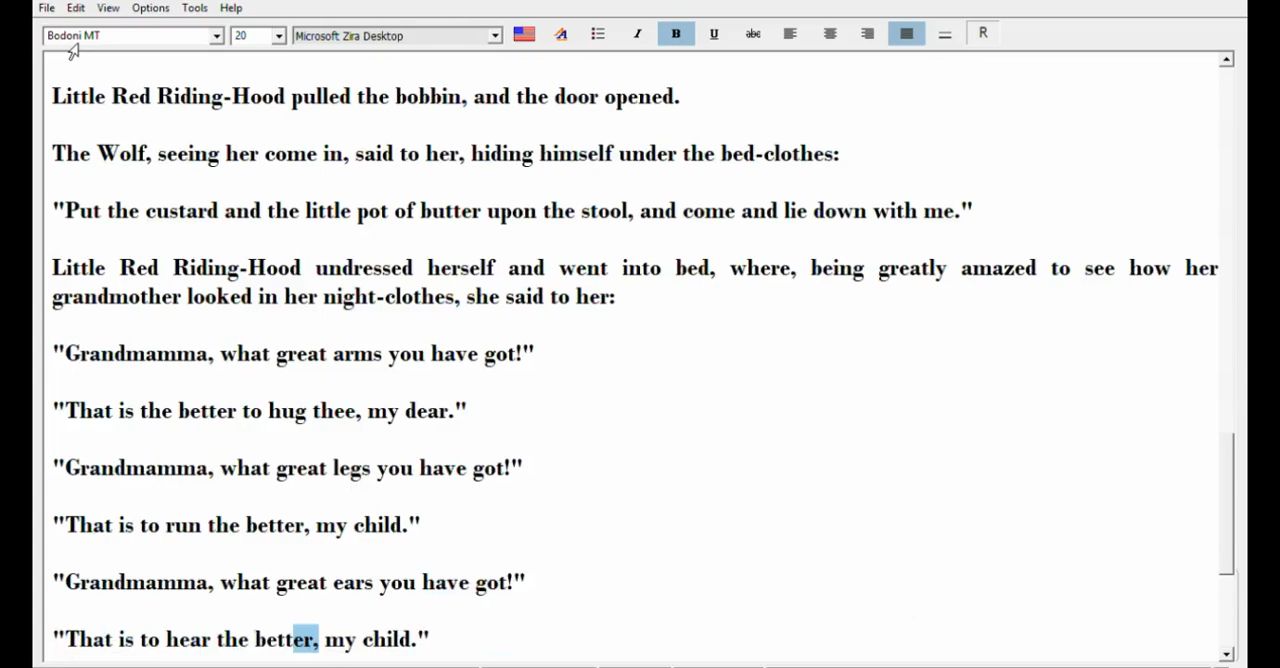 File Edit View Options Tools Help
Bodoni MT 20 Microsoft Zira Desktop I B U abc R
Little Red Riding-Hood pulled the bobbin, and the door opened.
The Wolf, seeing her come in, said to her, hiding himself under the bed-clothes:
"Put the custard and the little pot of butter upon the stool, and come and lie down with me."
Little Red Riding-Hood undressed herself and went into bed, where, being greatly amazed to see how her
grandmother looked in her night-clothes, she said to her:
"Grandmamma, what great arms you have got!"
"That is the better to hug thee, my dear."
"Grandmamma, what great legs you have got!"
"That is to run the better, my child."
"Grandmamma, what great ears you have got!"
"That is to hear the better, my child."